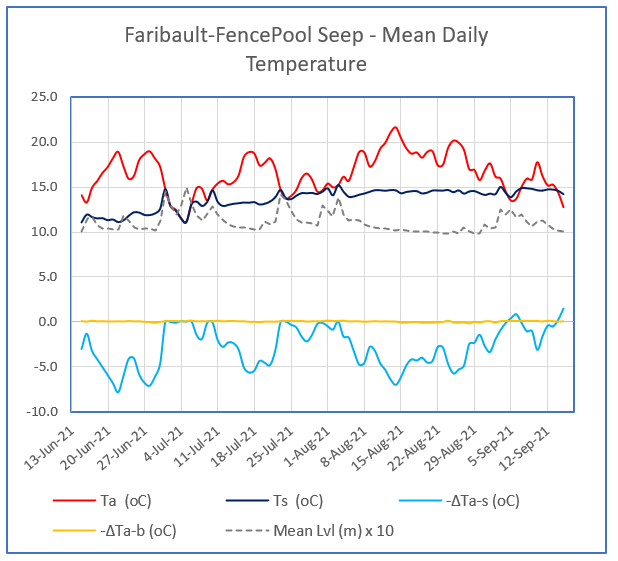 Faribault-FencePool Seep - Mean Daily
Temperature
25.0
20.0
15.0
10.0
5.0
0.0
-5.0
-10.0
13-Jun-21
20-Jun-21
27-Jun-21
4-Jul-21
11-Jul-21
18-Jul-21
25-Jul-21
1-Aug-21
8-Aug-21
15-Aug-21
22-Aug-21
29-Aug-21
5-Sep-21
12-Sep-21
Ta (oC)
Ts (oC)
-ΔTa-s (oC)
-ΔTa-b (oC)
Mean Lvl (m) x 10